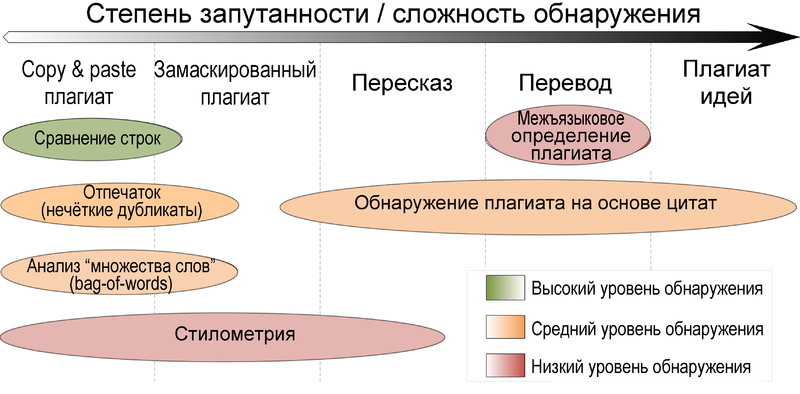 Степень запутанности / сложность обнаружения
Copy & paste
плагиат
Замаскированный
плагиат
Пересказ
Перевод
Плагиат
идей
Сравнение строк
Межъязыковое
определение
плагиата
Отпечаток
(нечёткие дубликаты)
Обнаружение плагиата на основе цитат
Анализ “множества слов”
(bag-of-words)
Стилометрия
Высокий уровень обнаружения
Средний уровень обнаружения
Низкий уровень обнаружения